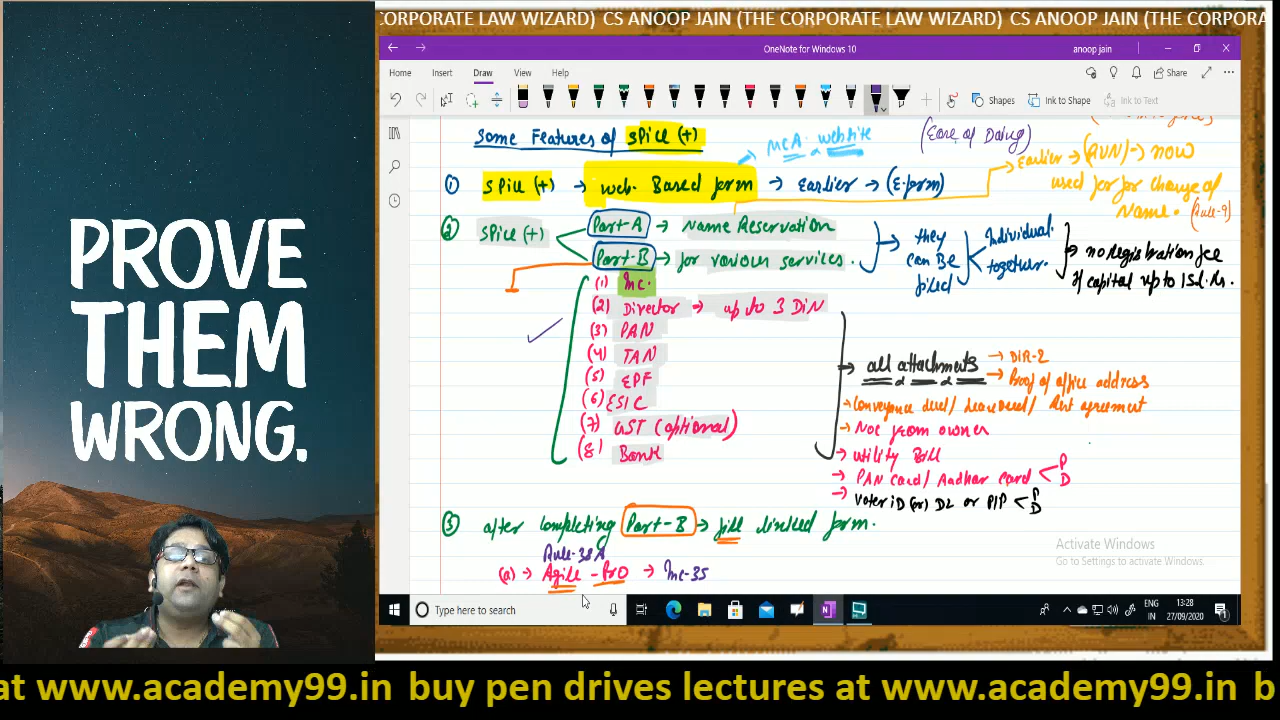 CORPORATE LAW WIZARD) CS ANOOP JAIN (THE CORPORATE LAW WIZARD) CS ANOOP JAIN (THE CORPORA
OneNote for Windows 10
anoop jain
Home Insert Draw View Help
Share
Shapes
Ink to Shape
Ink to Text
PROVE
THEM
WRONG.
Some Features of SPICe (+)
MCA website
(Ease of Doing)
① SPICe (+) → web-Based form → Earlier → (E-form)
Earlier → (RUN) → now
used for for change of
Name. (Rule-9)
② SPICe (+)
Part-A → Name Reservation
Part-B → for various services.
they
can Be
filed
Individual.
together.
no Registration fee
if capital up to 15 L. Rs.
(1) Inc.
(2) Director → up to 3 DIN
(3) PAN
(4) TAN
(5) EPF
(6) ESIC
(7) GST (optional)
(8) Bank
→ all attachments → DIR-2
→ Proof of office address
→ Conveyance deed/ Lease Deed/ Rent agreement
→ NOC from owner
→ utility Bill
→ PAN Card/ Aadhar Card < P D
→ Voter ID (or) DL or P/P < P D
③ after completing Part-B → fill linked form.
Rule-38A
(a) → Agile - PRO → Inc-35
Activate Windows
Go to Settings to activate Windows.
Type here to search
ENG
IN
13:28
27/09/2020
at www.academy99.in buy pen drives lectures at www.academy99.in b